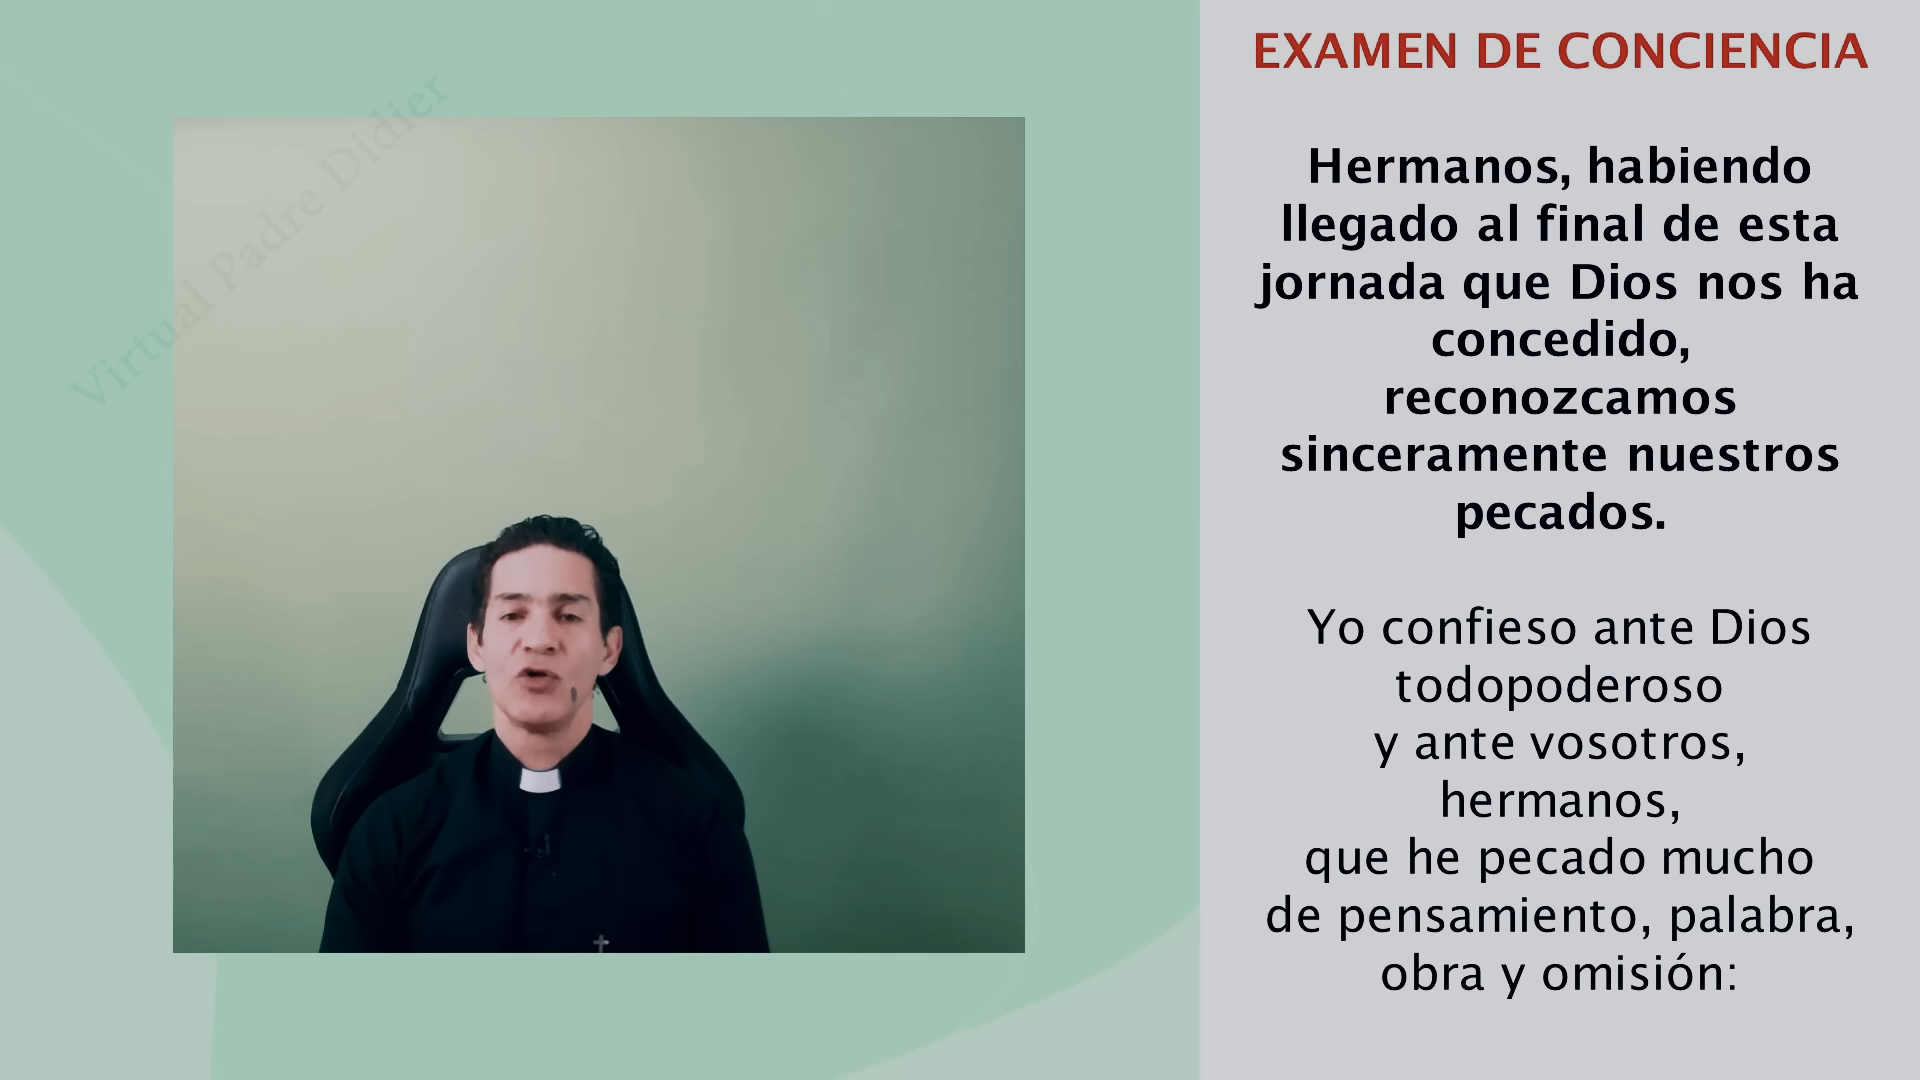 Virtual Padre Didier
EXAMEN DE CONCIENCIA
Hermanos, habiendo
llegado al final de esta
jornada que Dios nos ha
concedido,
reconozcamos
sinceramente nuestros
pecados.
Yo confieso ante Dios
todopoderoso
y ante vosotros,
hermanos,
que he pecado mucho
de pensamiento, palabra,
obra y omisión: